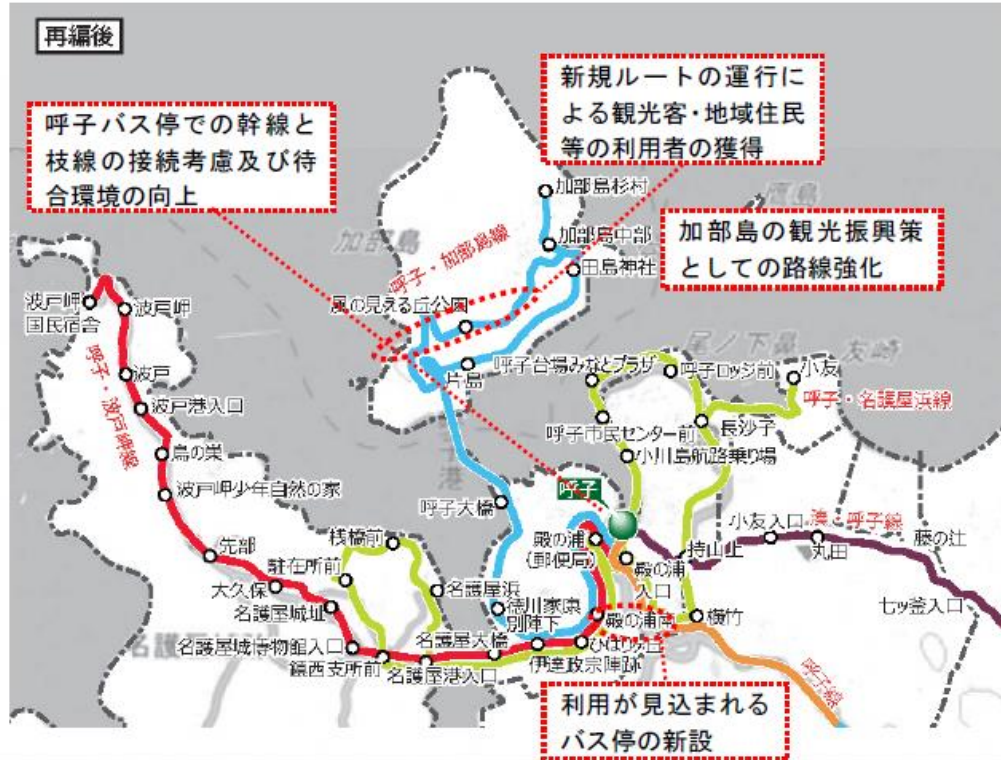 再編後
新規ルートの運行に
よる観光客・地域住民
等の利用者の獲得
呼子バス停での幹線と
枝線の接続考慮及び待
合環境の向上
加部島の観光振興策
としての路線強化
加部島杉村
加部島中部
田島神社
加部島
呼子・加部島線
鷹島
風の見える丘公園
片島
波戸岬
国民宿舎
波戸岬
波戸
波戸港入口
呼子・波戸岬線
鳥の巣
波戸岬少年自然の家
先部
大久保
名護屋城址
名護屋城博物館入口
鎮西支所前
駐在所前
桟橋前
名護屋浜
名護屋港入口
名護屋大橋
尾ノ下鼻
友崎
呼子台場みなとプラザ
呼子ロッジ前
小友
呼子・名護屋浜線
呼子市民センター前
長沙子
小川島航路乗り場
呼子大橋
呼子
殿の浦
(郵便局)
殿の浦
入口
持山止
小友入口
湊・呼子線
丸田
藤の辻
七ッ釜入口
徳川家康
別陣下
殿の浦南
横竹
ひばりヶ丘
伊達政宗陣跡
呼子線
利用が見込まれる
バス停の新設